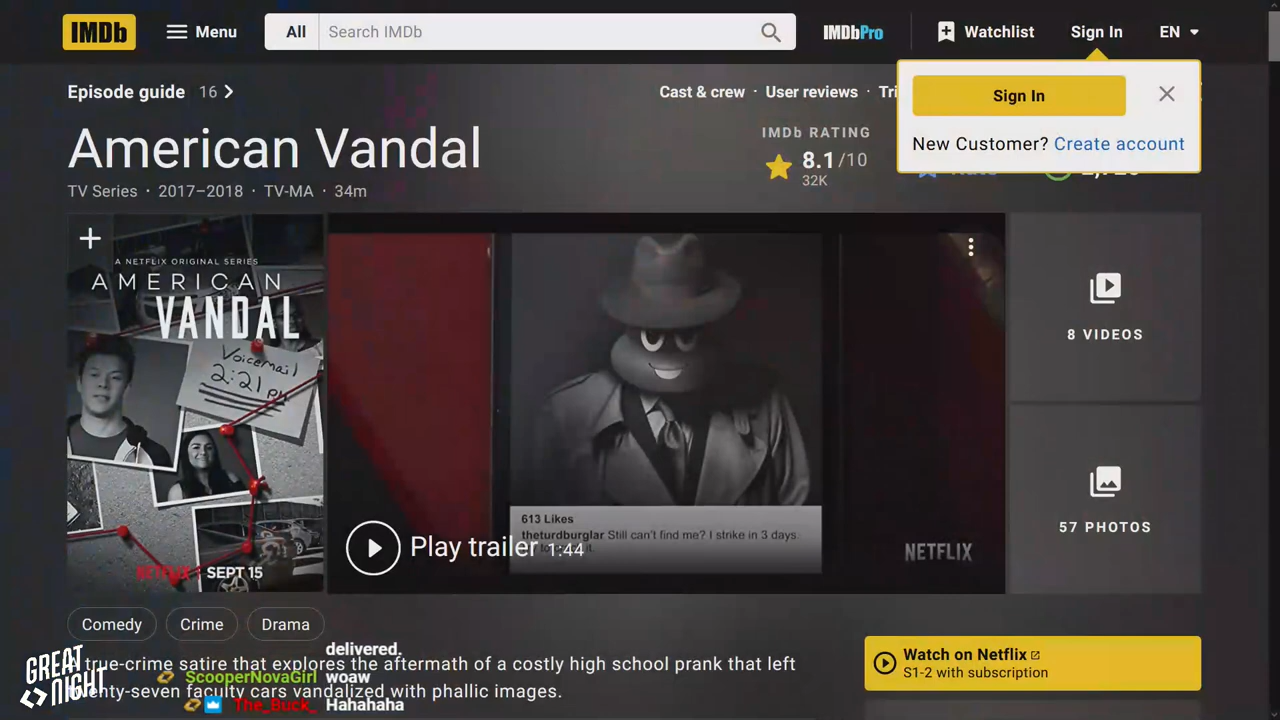 IMDb
Menu
All
Search IMDb
IMDbPro
Watchlist
Sign In
EN
Episode guide 16
Cast & crew · User reviews
Sign In
New Customer? Create account
American Vandal
TV Series · 2017–2018 · TV-MA · 34m
IMDb RATING
8.1/10
32K
A NETFLIX ORIGINAL SERIES
AMERICAN
VANDAL
Voicemail
2:21 PM
NETFLIX | SEPT 15
613 Likes
theturdburglar Still can't find me? I strike in 3 days.
Play trailer 1:44
NETFLIX
8 VIDEOS
57 PHOTOS
Comedy
Crime
Drama
Watch on Netflix
S1-2 with subscription
delivered.
true-crime satire that explores the aftermath of a costly high school prank that left
ScooperNovaGirl woaw
twenty-seven faculty cars vandalized with phallic images.
The_Buck_ Hahahaha
GREAT
NIGHT